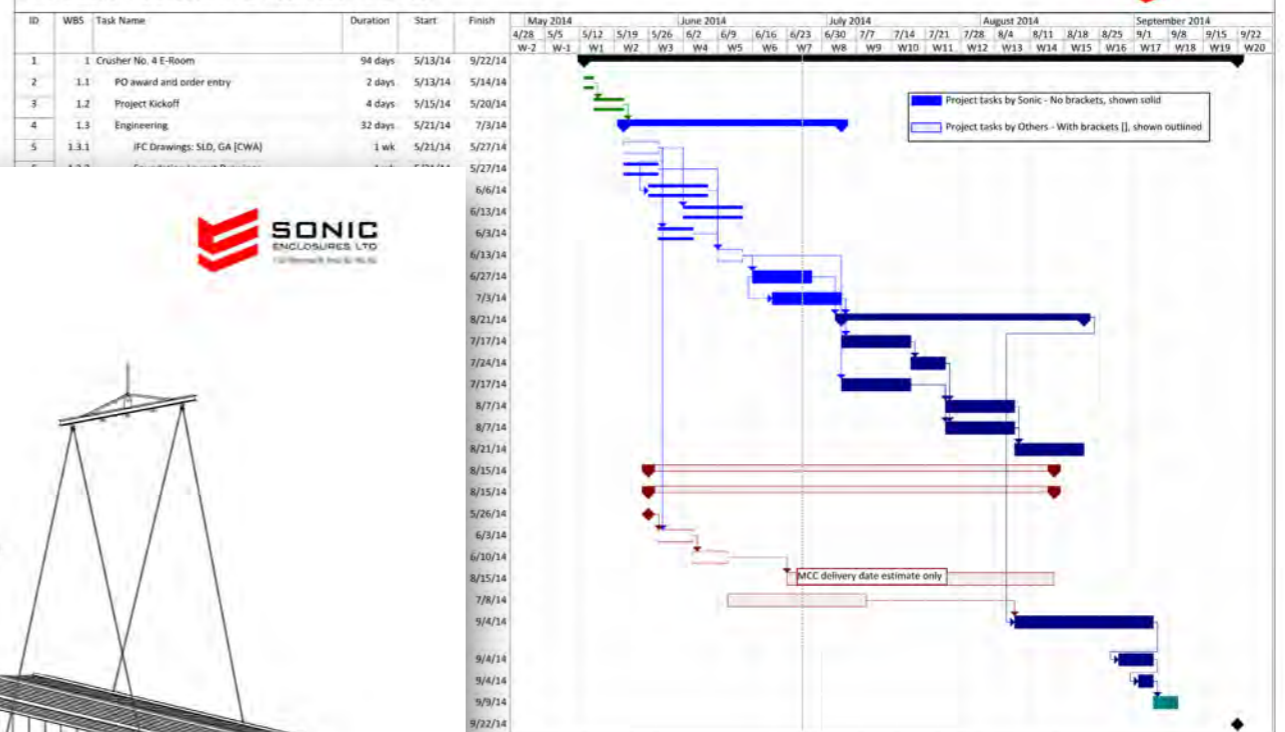 ID WBS Task Name Duration Start Finish May 2014 June 2014 July 2014 August 2014 September 2014
4/28 5/5 5/12 5/19 5/26 6/2 6/9 6/16 6/23 6/30 7/7 7/14 7/21 7/28 8/4 8/11 8/18 8/25 9/1 9/8 9/15 9/22
W-2 W-1 W1 W2 W3 W4 W5 W6 W7 W8 W9 W10 W11 W12 W13 W14 W15 W16 W17 W18 W19 W20
1 1 Crusher No. 4 E-Room 94 days 5/13/14 9/22/14
2 1.1 PO award and order entry 2 days 5/13/14 5/14/14
3 1.2 Project Kickoff 4 days 5/15/14 5/20/14
Project tasks by Sonic - No brackets, shown solid
4 1.3 Engineering 32 days 5/21/14 7/3/14
Project tasks by Others - With brackets [], shown outlined
5 1.3.1 IFC Drawings: SLD, GA [CWA] 1 wk 5/21/14 5/27/14
5/27/14
6/6/14
6/13/14
SONIC
ENCLOSURES LTD
6/3/14
6/13/14
6/27/14
7/3/14
8/21/14
7/17/14
7/24/14
7/17/14
8/7/14
8/7/14
8/21/14
8/15/14
8/15/14
5/26/14
6/3/14
6/10/14
8/15/14 MCC delivery date estimate only
7/8/14
9/4/14
9/4/14
9/4/14
9/9/14
9/22/14